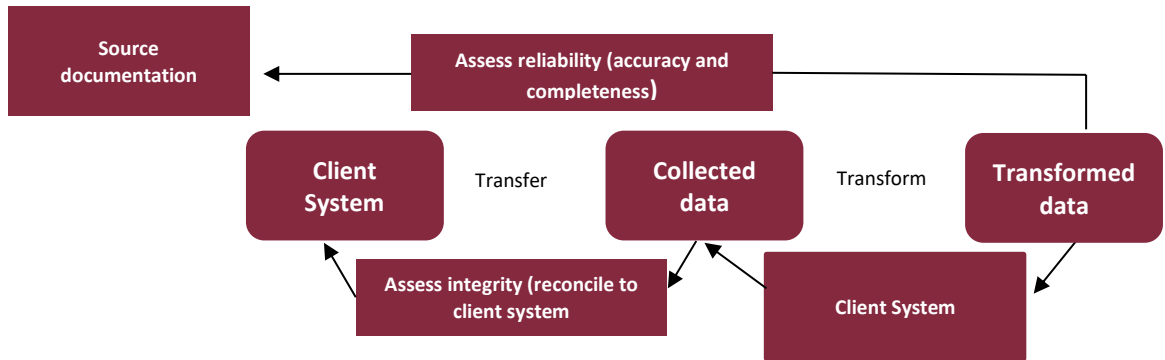 Source
documentation
Assess reliability (accuracy and
completeness)
Client
System
Transfer
Collected
data
Transform
Transformed
data
Assess integrity (reconcile to
client system
Client System